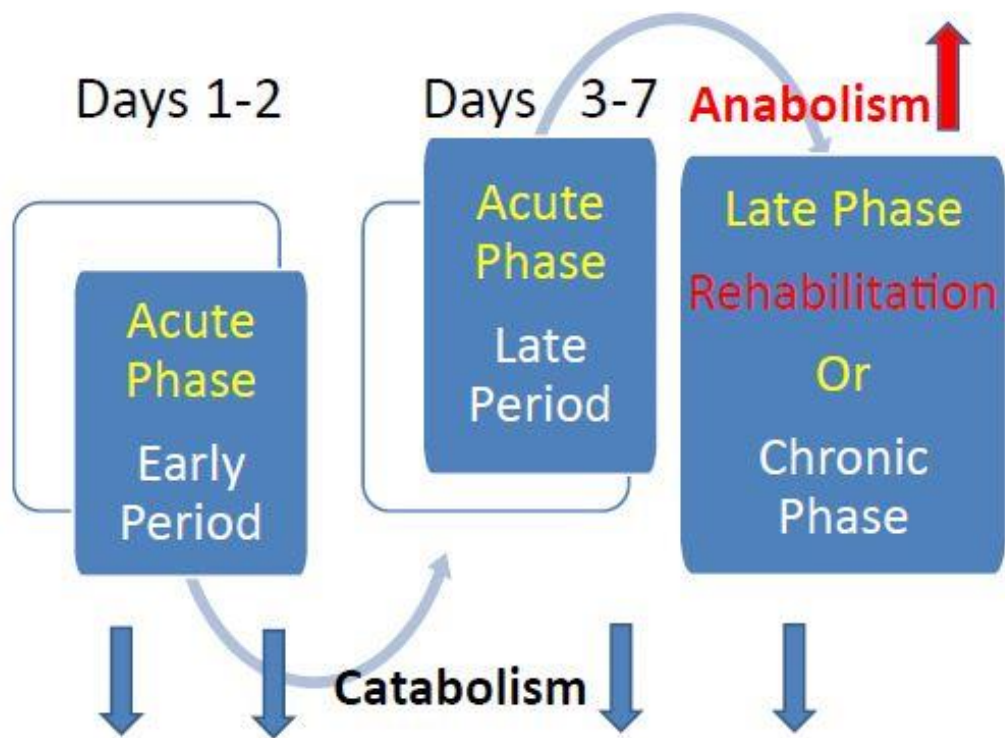 Days 1-2
Acute
Phase
Early
Period
Days 3-7
Acute
Phase
Late
Period
Anabolism
Late Phase
Rehabilitation
Or
Chronic
Phase
Catabolism